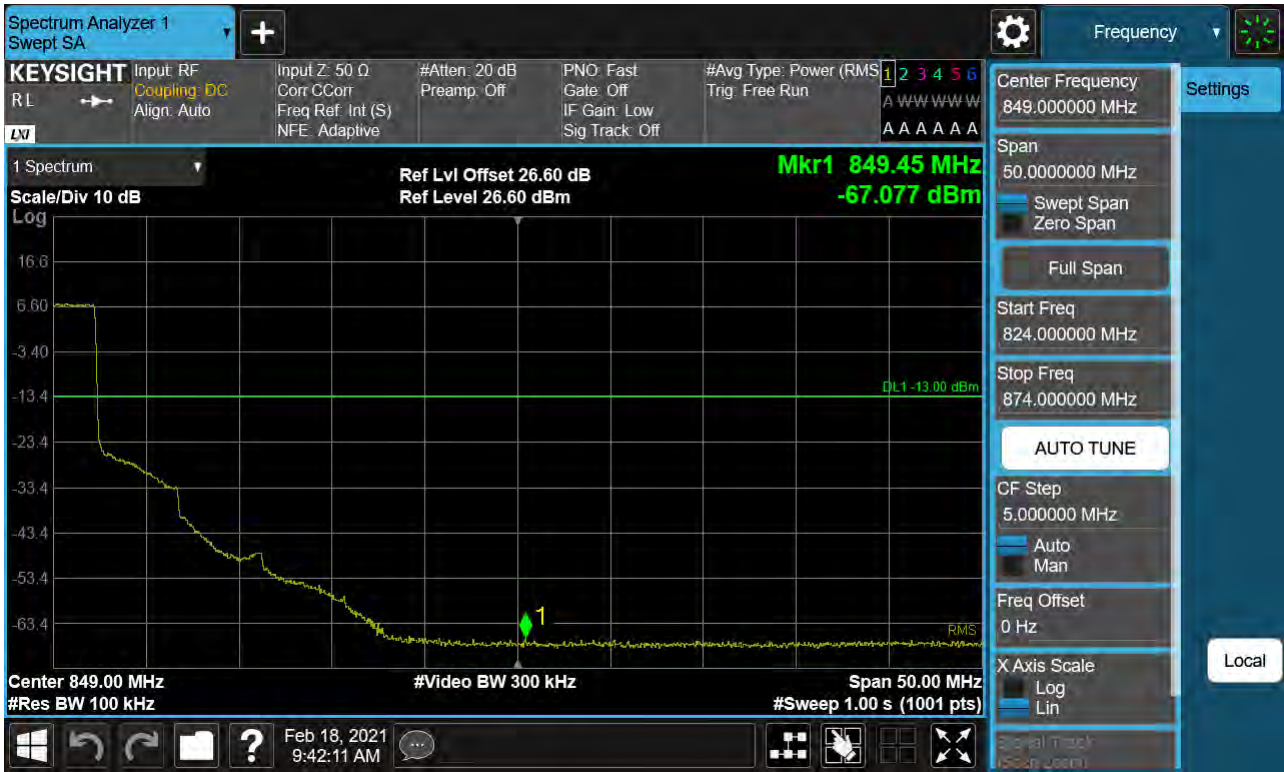 Spectrum Analyzer 1
Swept SA
+
Frequency
KEYSIGHT
RL
LXI
Input: RF
Coupling: DC
Align: Auto
Input Z: 50 Ω
Corr CCorr
Freq Ref: Int (S)
NFE: Adaptive
#Atten: 20 dB
Preamp: Off
PNO: Fast
Gate: Off
IF Gain: Low
Sig Track: Off
#Avg Type: Power (RMS
Trig: Free Run
1 2 3 4 5 6
A W W W W W
A A A A A A
1 Spectrum
Scale/Div 10 dB
Log
Ref Lvl Offset 26.60 dB
Ref Level 26.60 dBm
Mkr1 849.45 MHz
-67.077 dBm
16.6
6.60
-3.40
-13.4
DL1 -13.00 dBm
-23.4
-33.4
-43.4
-53.4
-63.4
1
RMS
Center 849.00 MHz
#Res BW 100 kHz
#Video BW 300 kHz
Span 50.00 MHz
#Sweep 1.00 s (1001 pts)
Center Frequency
849.000000 MHz
Settings
Span
50.0000000 MHz
Swept Span
Zero Span
Full Span
Start Freq
824.000000 MHz
Stop Freq
874.000000 MHz
AUTO TUNE
CF Step
5.000000 MHz
Auto
Man
Freq Offset
0 Hz
X Axis Scale
Log
Lin
Signal Track
(Span Zoom)
Local
?
Feb 18, 2021
9:42:11 AM